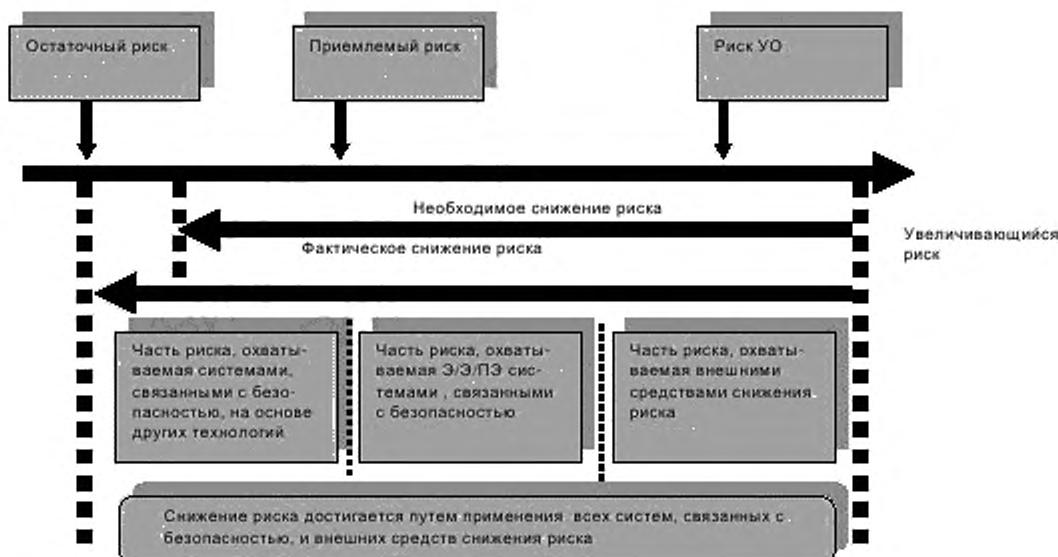 Остаточный риск
Приемлемый риск
Риск УО
Необходимое снижение риска
Увеличивающийся
риск
Фактическое снижение риска
Часть риска, охваты-
ваемая системами,
связанными с безо-
пасностью, на основе
других технологий
Часть риска, охваты-
ваемая Э/Э/ПЭ сис-
темами , связанными
с безопасностью
Часть риска, охваты-
ваемая внешними
средствами снижения
риска
Снижение риска достигается путем применения всех систем, связанных с
безопасностью, и внешних средств снижения риска